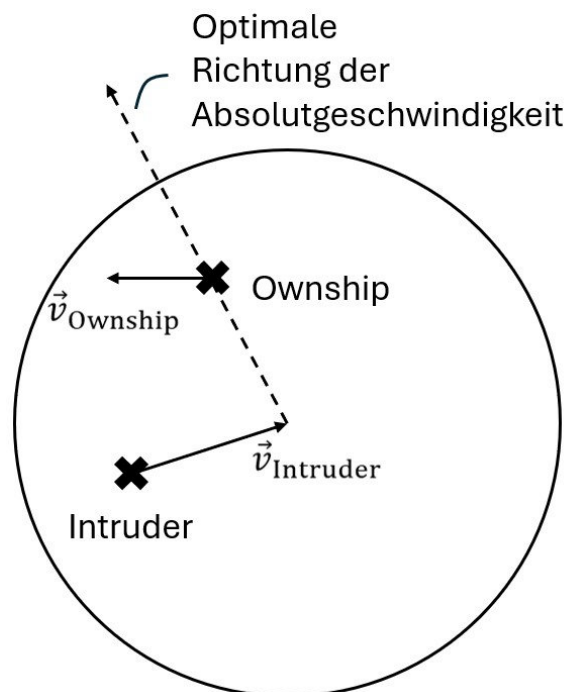 Optimale
Richtung der
Absolutgeschwindigkeit
Ownship
v⃗Ownship
v⃗Intruder
Intruder